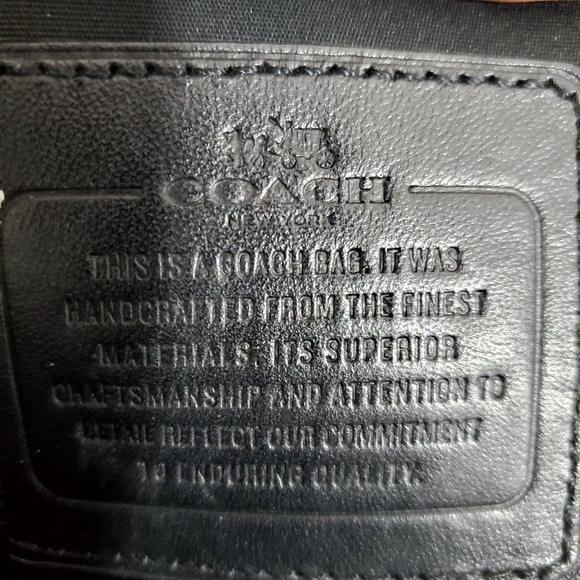 COACH
NEW YORK
THIS IS A COACH BAG. IT WAS
HANDCRAFTED FROM THE FINEST
MATERIALS. ITS SUPERIOR
CRAFTSMANSHIP AND ATTENTION TO
DETAIL REFLECT OUR COMMITMENT
TO ENDURING QUALITY.